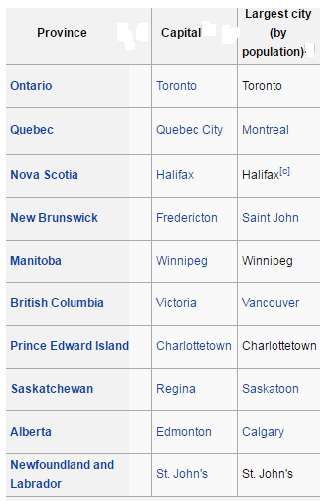 Province Capital Largest city (by population)
Ontario Toronto Toronto
Quebec Quebec City Montreal
Nova Scotia Halifax Halifax[c]
New Brunswick Fredericton Saint John
Manitoba Winnipeg Winnipeg
British Columbia Victoria Vancouver
Prince Edward Island Charlottetown Charlottetown
Saskatchewan Regina Saskatoon
Alberta Edmonton Calgary
Newfoundland and Labrador St. John's St. John's